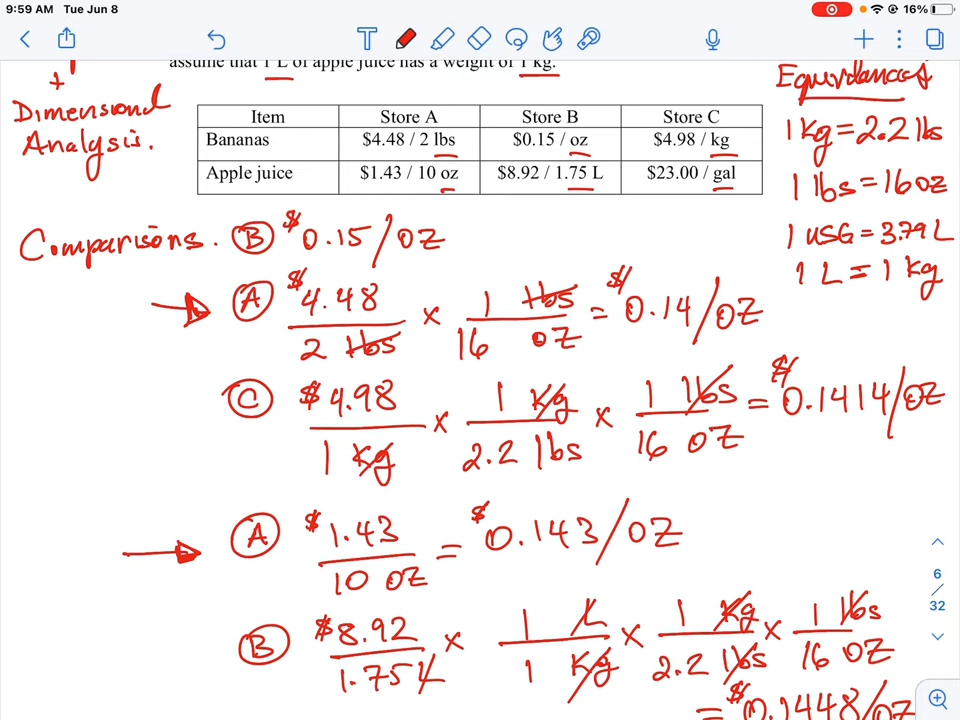 9:59 AM Tue Jun 8
16%
T
assume that 1 L of apple juice has a weight of 1 kg.
+
Dimensional
Analysis.
Equivalances
1 kg = 2.2 lbs
1 lbs = 16 oz
1 USG = 3.79 L
1 L = 1 kg
Item Store A Store B Store C
Bananas $4.48 / 2 lbs $0.15 / oz $4.98 / kg
Apple juice $1.43 / 10 oz $8.92 / 1.75 L $23.00 / gal
Comparisons. B $0.15/oz
A $4.48 / 2 lbs × 1 lbs / 16 oz = $0.14/oz
C $4.98 / 1 kg × 1 kg / 2.2 lbs × 1 lbs / 16 oz = $0.1414/oz
A $1.43 / 10 oz = $0.143/oz
B $8.92 / 1.75 L × 1 L / 1 kg × 1 kg / 2.2 lbs × 1 lbs / 16 oz
= $0.1448/oz
6
/
32